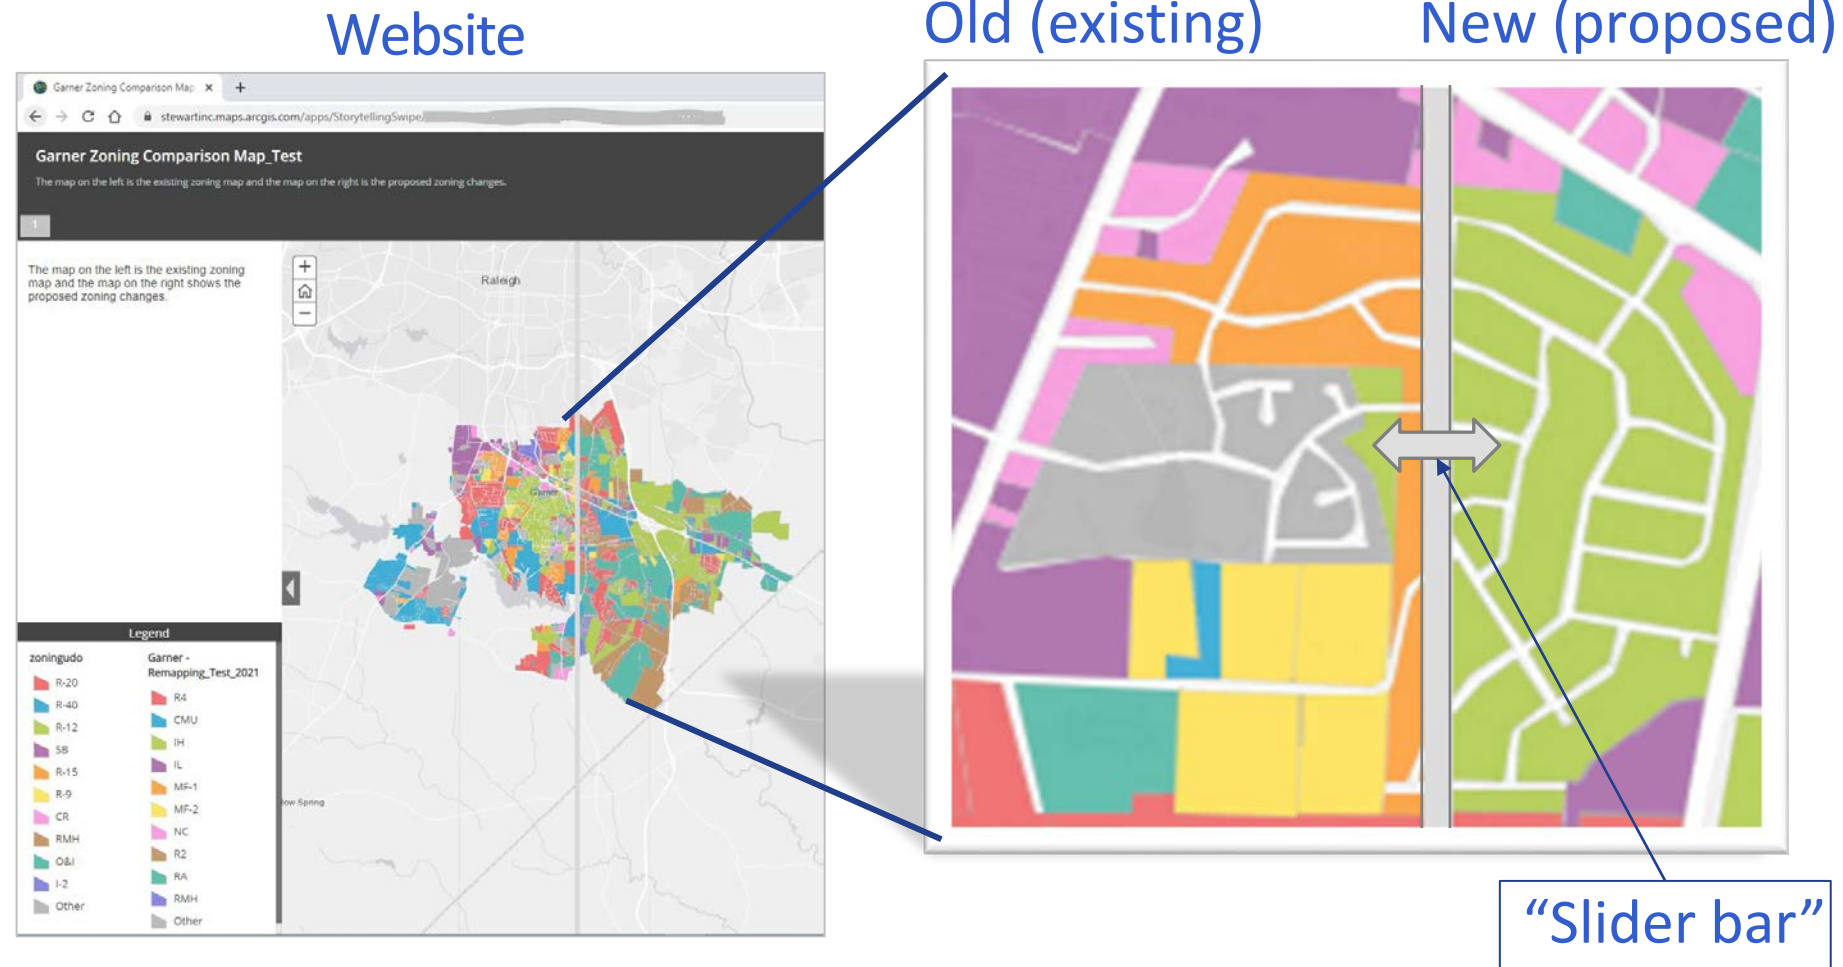 Website
Old (existing)
New (proposed)
Garner Zoning Comparison Map
stewartinc.maps.arcgis.com/apps/StorytellingSwipe/
Garner Zoning Comparison Map_Test
The map on the left is the existing zoning map and the map on the right is the proposed zoning changes.
1
The map on the left is the existing zoning
map and the map on the right shows the
proposed zoning changes.
Raleigh
Garner
low Spring
Legend
zoningudo
R-20
R-40
R-12
SB
R-15
R-9
CR
RMH
O&I
I-2
Other
Garner -
Remapping_Test_2021
R4
CMU
IH
IL
MF-1
MF-2
NC
R2
RA
RMH
Other
“Slider bar”